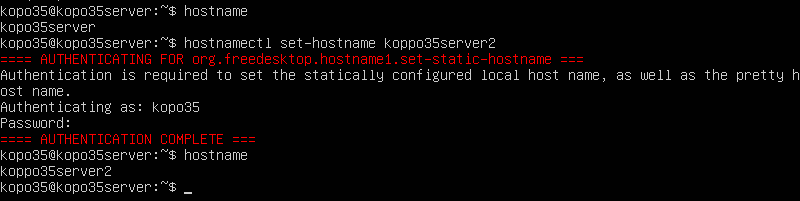 kopo35@kopo35server:~$ hostname
kopo35server
kopo35@kopo35server:~$ hostnamectl set-hostname koppo35server2
==== AUTHENTICATING FOR org.freedesktop.hostname1.set-static-hostname ===
Authentication is required to set the statically configured local host name, as well as the pretty h
ost name.
Authenticating as: kopo35
Password:
==== AUTHENTICATION COMPLETE ===
kopo35@kopo35server:~$ hostname
koppo35server2
kopo35@kopo35server:~$ _